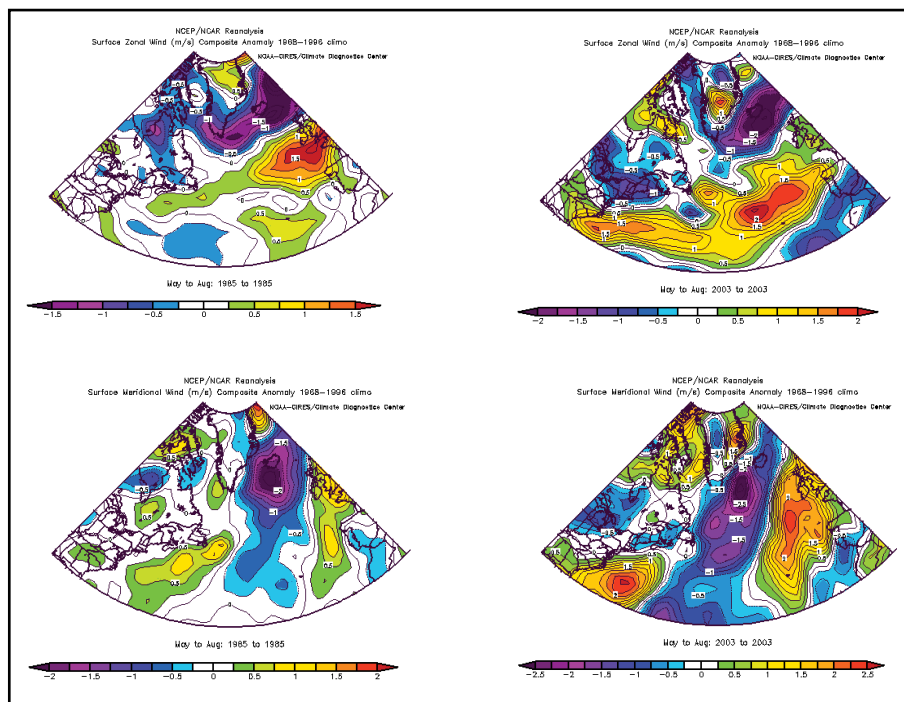 NCEP/NCAR Reanalysis
Surface Zonal Wind (m/s) Composite Anomaly 1968-1996 climo
NOAA-CIRES/Climate Diagnostics Center
May to Aug: 1985 to 1985
-1.5 -1 -0.5 0 0.5 1 1.5
NCEP/NCAR Reanalysis
Surface Zonal Wind (m/s) Composite Anomaly 1968-1996 climo
NOAA-CIRES/Climate Diagnostics Center
May to Aug: 2003 to 2003
-2 -1.5 -1 -0.5 0 0.5 1 1.5 2
NCEP/NCAR Reanalysis
Surface Meridional Wind (m/s) Composite Anomaly 1968-1996 climo
NOAA-CIRES/Climate Diagnostics Center
May to Aug: 1985 to 1985
-2 -1.5 -1 -0.5 0 0.5 1 1.5 2
NCEP/NCAR Reanalysis
Surface Meridional Wind (m/s) Composite Anomaly 1968-1996 climo
NOAA-CIRES/Climate Diagnostics Center
May to Aug: 2003 to 2003
-2.5 -2 -1.5 -1 -0.5 0 0.5 1 1.5 2 2.5